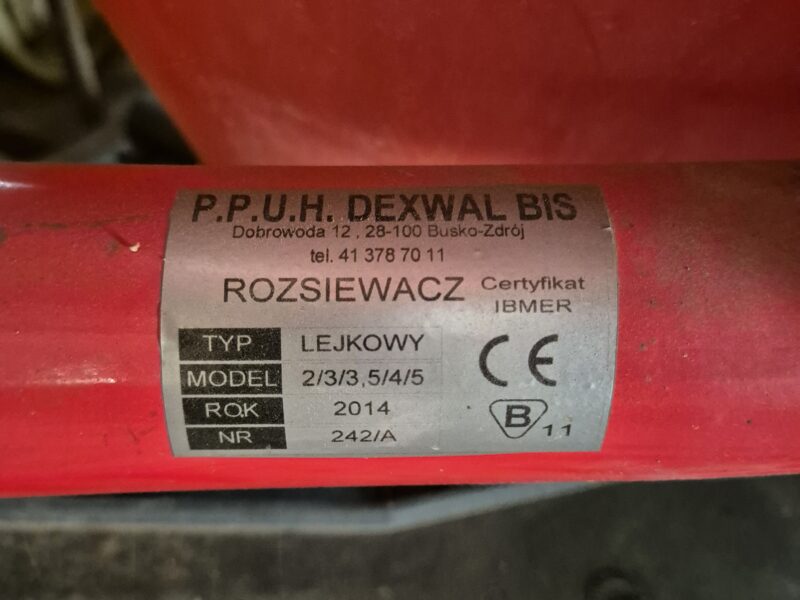 P.P.U.H. DEXWAL BIS
Dobrowoda 12 , 28-100 Busko-Zdrój
tel. 41 378 70 11
ROZSIEWACZ Certyfikat
IBMER
TYP LEJKOWY
MODEL 2/3/3,5/4/5
ROK 2014
NR 242/A
CE
B 11